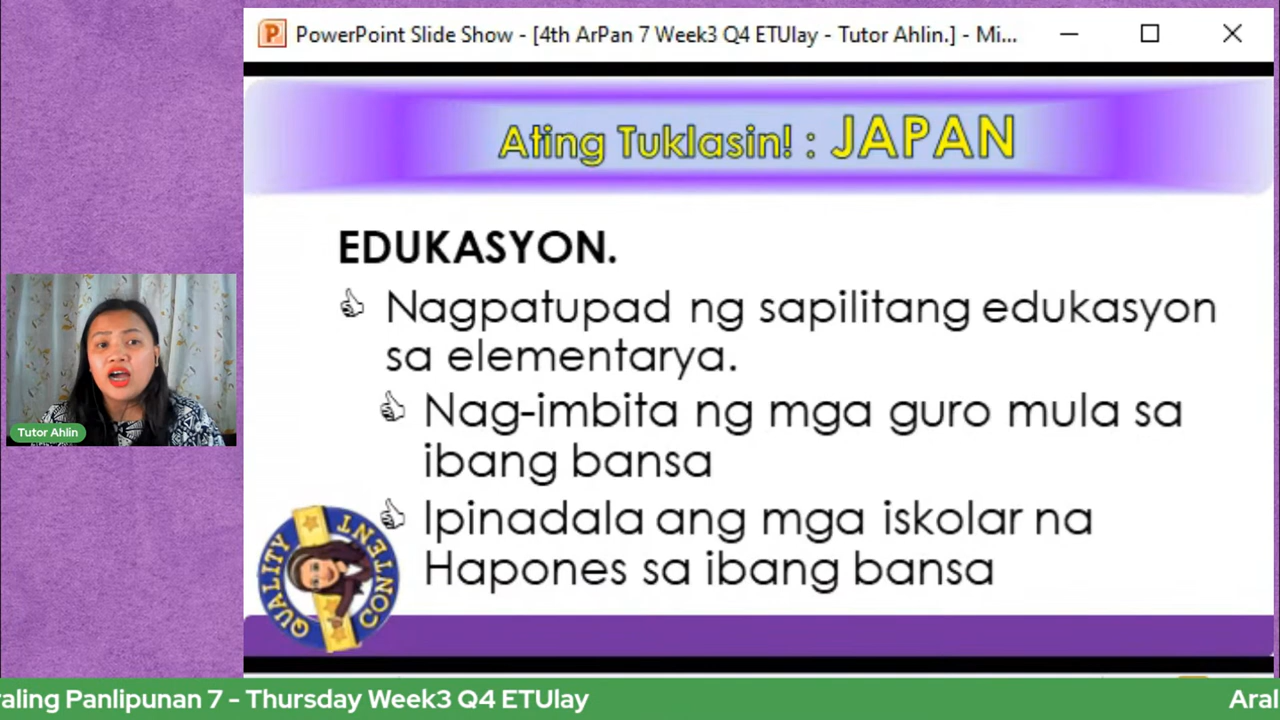 PowerPoint Slide Show - [4th ArPan 7 Week3 Q4 ETUlay - Tutor Ahlin.] - Mi...
Ating Tuklasin! : JAPAN
EDUKASYON.
Nagpatupad ng sapilitang edukasyon
sa elementarya.
Nag-imbita ng mga guro mula sa
ibang bansa
Ipinadala ang mga iskolar na
Hapones sa ibang bansa
Tutor Ahlin
QUALITY
CONTENT
raling Panlipunan 7 - Thursday Week3 Q4 ETUlay
Aral